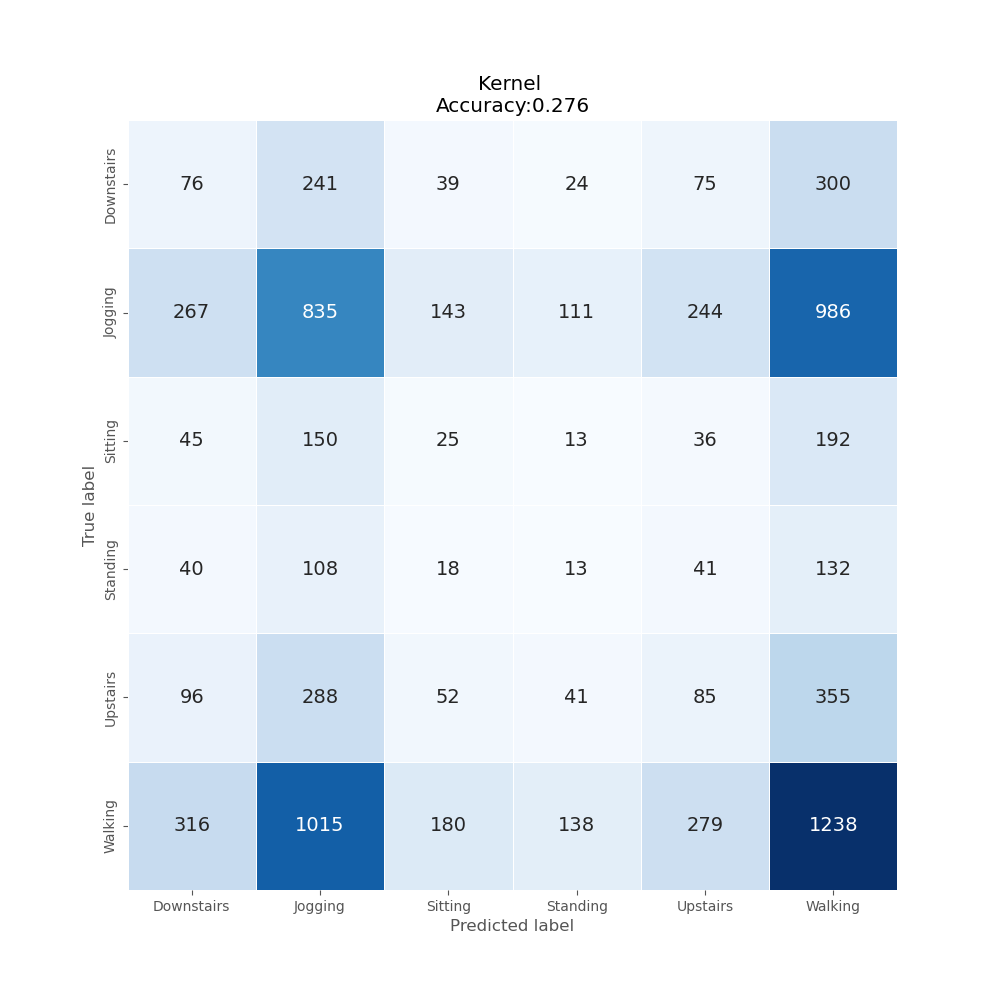 Kernel
Accuracy:0.276
Downstairs 76 241 39 24 75 300
Jogging 267 835 143 111 244 986
Sitting 45 150 25 13 36 192
Standing 40 108 18 13 41 132
Upstairs 96 288 52 41 85 355
Walking 316 1015 180 138 279 1238
True label
Downstairs Jogging Sitting Standing Upstairs Walking
Predicted label